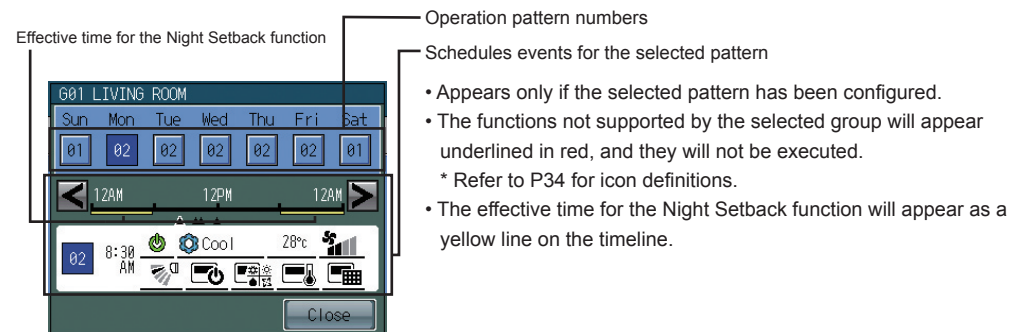 Operation pattern numbers
Effective time for the Night Setback function
Schedules events for the selected pattern
G01 LIVING ROOM
Sun Mon Tue Wed Thu Fri Sat
01 02 02 02 02 02 01
12AM 12PM 12AM
02 8:30 AM Cool 28°c
Close
• Appears only if the selected pattern has been configured.
• The functions not supported by the selected group will appear
underlined in red, and they will not be executed.
* Refer to P34 for icon definitions.
• The effective time for the Night Setback function will appear as a
yellow line on the timeline.